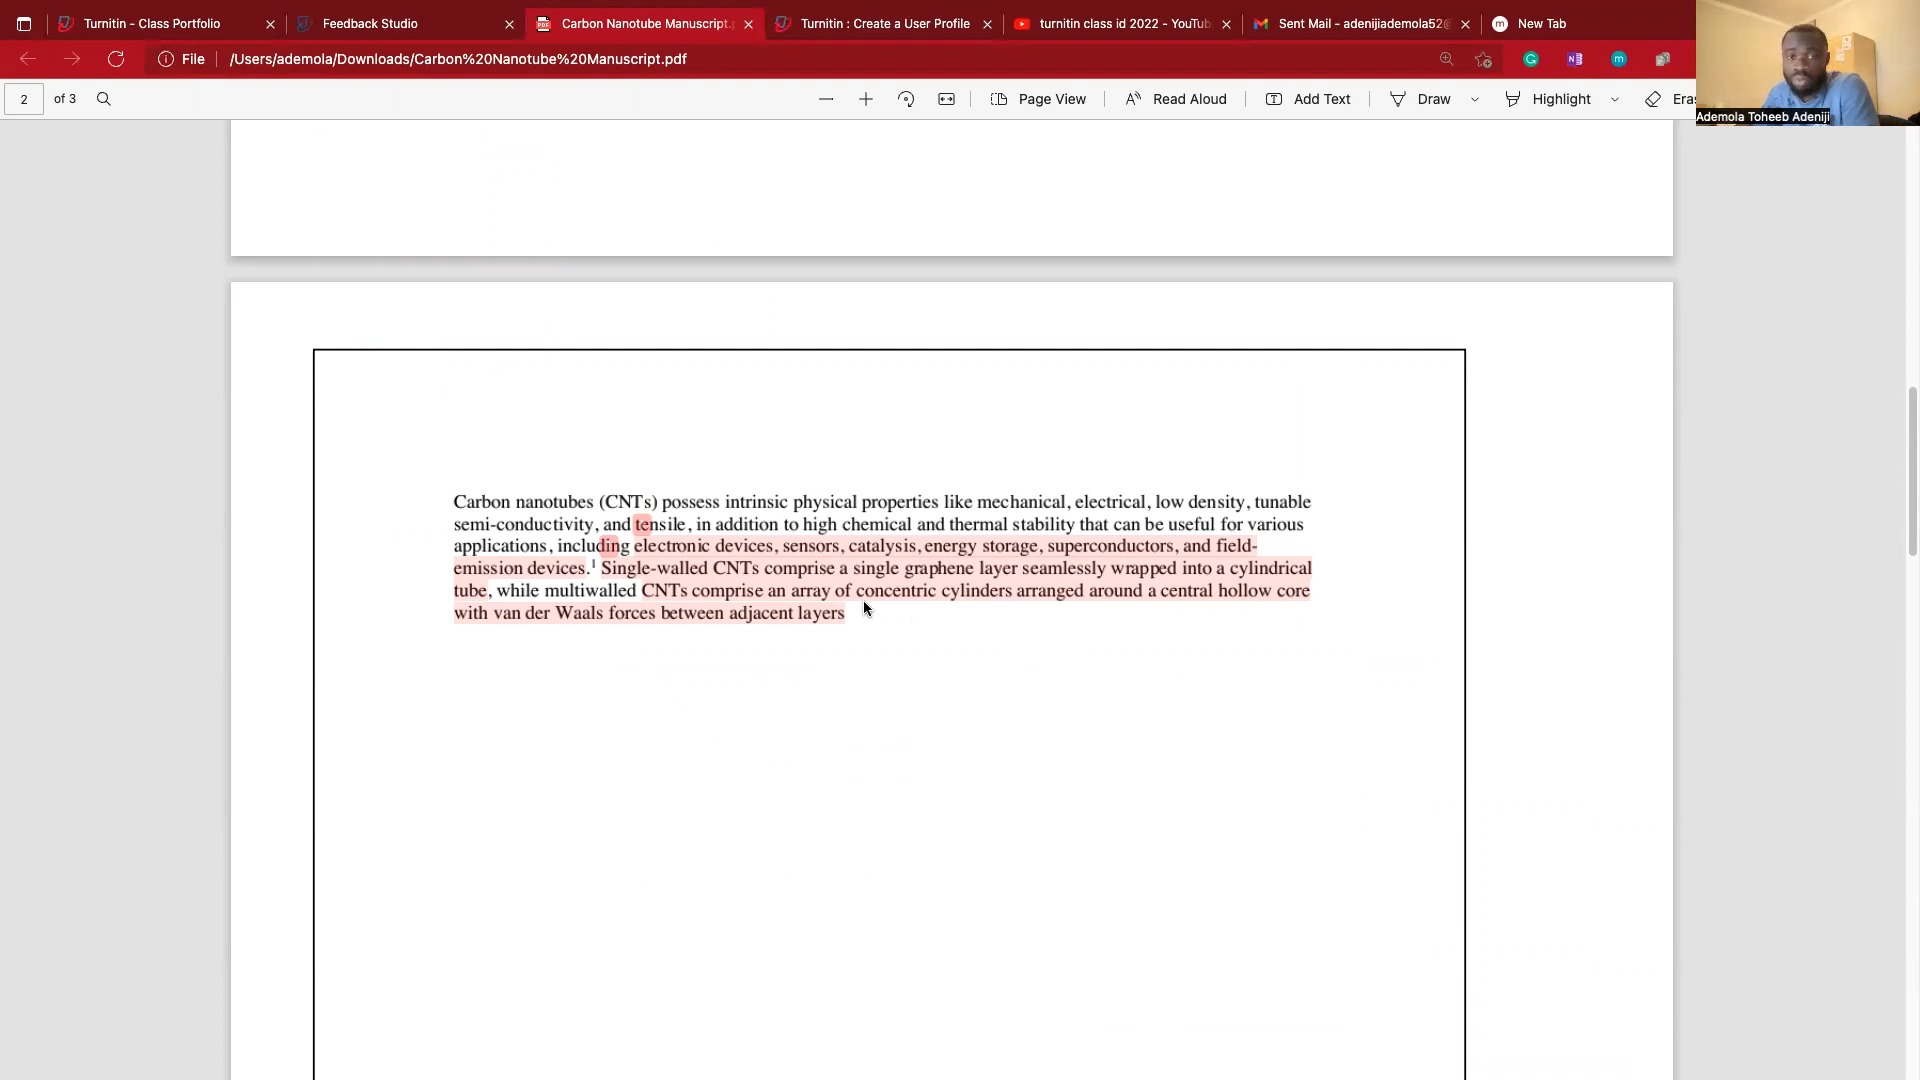 Turnitin - Class Portfolio
Feedback Studio
Carbon Nanotube Manuscript.
Turnitin : Create a User Profile
turnitin class id 2022 - YouTub
Sent Mail - adenijiademola52@
New Tab
File
/Users/ademola/Downloads/Carbon%20Nanotube%20Manuscript.pdf
2 of 3
Page View
Read Aloud
Add Text
Draw
Highlight
Eras
Ademola Toheeb Adeniji
Carbon nanotubes (CNTs) possess intrinsic physical properties like mechanical, electrical, low density, tunable
semi-conductivity, and tensile, in addition to high chemical and thermal stability that can be useful for various
applications, including electronic devices, sensors, catalysis, energy storage, superconductors, and field-
emission devices.¹ Single-walled CNTs comprise a single graphene layer seamlessly wrapped into a cylindrical
tube, while multiwalled CNTs comprise an array of concentric cylinders arranged around a central hollow core
with van der Waals forces between adjacent layers